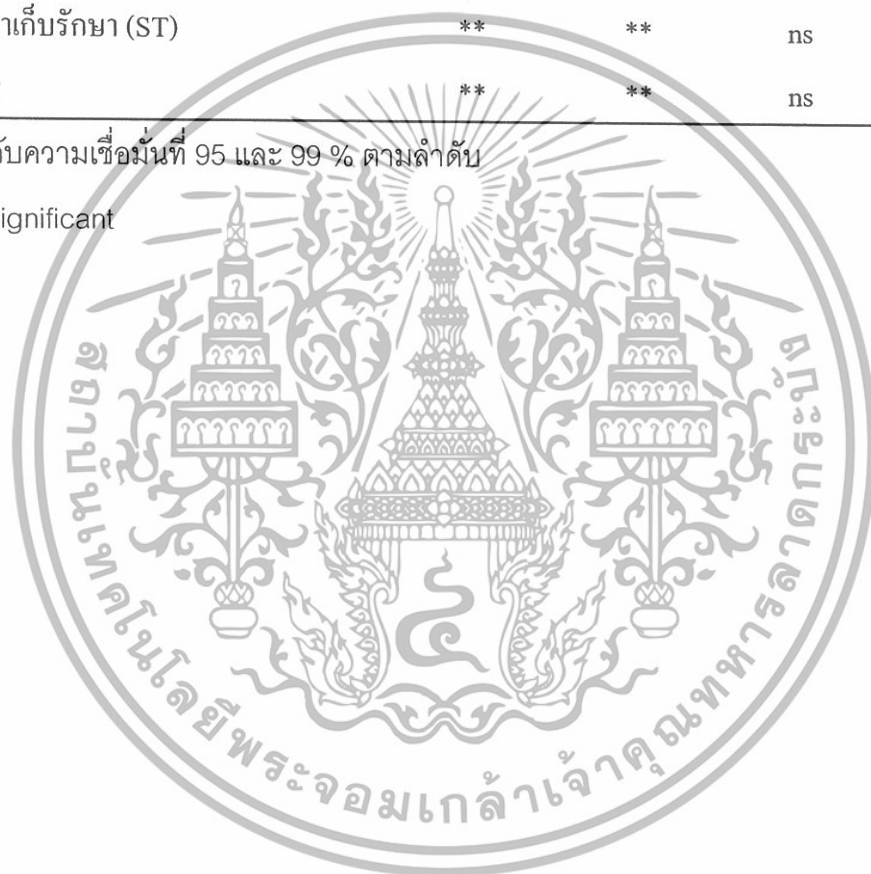 าเก็บรักษา (ST) ** ** ns
** ** ns
ับความเชื่อมั่นที่ 95 และ 99 % ตามลำดับ
ignificant
๔
สถาบันเทคโนโลยีพระจอมเกล้าเจ้าคุณทหารลาดกระบัง